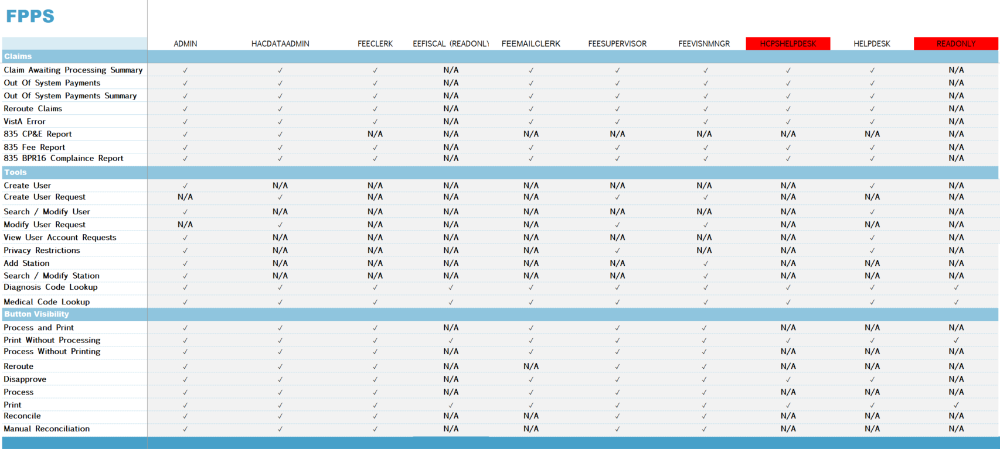 FPPS
ADMIN HACDATAADMIN FEECLERK EEFISCAL (READONLY FEEMAILCLERK FEESUPERVISOR FEEVISNMNGR HCPSHELPDESK HELPDESK READONLY
Claims
Claim Awaiting Processing Summary ✓ ✓ ✓ N/A ✓ ✓ ✓ ✓ ✓ N/A
Out Of System Payments ✓ ✓ ✓ N/A ✓ ✓ ✓ ✓ ✓ N/A
Out Of System Payments Summary ✓ ✓ ✓ N/A ✓ ✓ ✓ ✓ ✓ N/A
Reroute Claims ✓ ✓ ✓ N/A ✓ ✓ ✓ ✓ ✓ N/A
VistA Error ✓ ✓ ✓ N/A ✓ ✓ ✓ ✓ ✓ N/A
835 CP&E Report ✓ ✓ N/A N/A N/A N/A N/A N/A N/A N/A
835 Fee Report ✓ ✓ ✓ N/A ✓ ✓ ✓ ✓ ✓ N/A
835 BPR16 Complaince Report ✓ ✓ ✓ N/A ✓ ✓ ✓ ✓ ✓ N/A
Tools
Create User ✓ N/A N/A N/A N/A N/A N/A N/A ✓ N/A
Create User Request N/A ✓ N/A N/A N/A ✓ ✓ N/A N/A N/A
Search / Modify User ✓ N/A N/A N/A N/A N/A N/A N/A ✓ N/A
Modify User Request N/A ✓ N/A N/A N/A ✓ ✓ N/A N/A N/A
View User Account Requests ✓ N/A N/A N/A N/A N/A N/A N/A ✓ N/A
Privacy Restrictions ✓ N/A N/A N/A N/A ✓ N/A N/A ✓ N/A
Add Station ✓ N/A N/A N/A N/A N/A ✓ N/A N/A N/A
Search / Modify Station ✓ N/A N/A N/A N/A N/A ✓ N/A N/A N/A
Diagnosis Code Lookup ✓ ✓ ✓ ✓ ✓ ✓ ✓ ✓ ✓ ✓
Medical Code Lookup ✓ ✓ ✓ ✓ ✓ ✓ ✓ ✓ ✓ ✓
Button Visibility
Process and Print ✓ ✓ ✓ N/A ✓ ✓ ✓ N/A N/A N/A
Print Without Processing ✓ ✓ ✓ ✓ ✓ ✓ ✓ ✓ ✓ ✓
Process Without Printing ✓ ✓ ✓ N/A ✓ ✓ ✓ N/A N/A N/A
Reroute ✓ ✓ ✓ N/A N/A ✓ ✓ N/A N/A N/A
Disapprove ✓ ✓ ✓ N/A ✓ ✓ ✓ ✓ ✓ N/A
Process ✓ ✓ ✓ N/A ✓ ✓ ✓ N/A N/A N/A
Print ✓ ✓ ✓ ✓ ✓ ✓ ✓ ✓ ✓ ✓
Reconcile ✓ ✓ ✓ N/A N/A ✓ ✓ N/A N/A N/A
Manual Reconciliation ✓ ✓ ✓ N/A N/A ✓ ✓ N/A N/A N/A